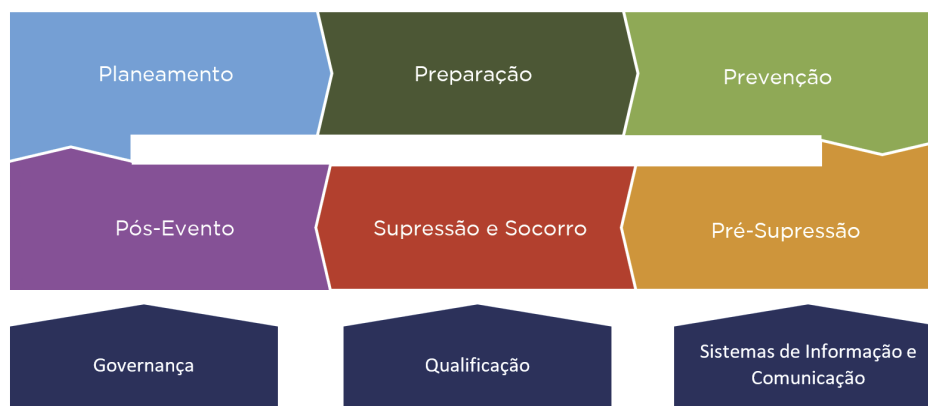 Planeamento
Preparação
Prevenção
Pós-Evento
Supressão e Socorro
Pré-Supressão
Governança
Qualificação
Sistemas de Informação e
Comunicação